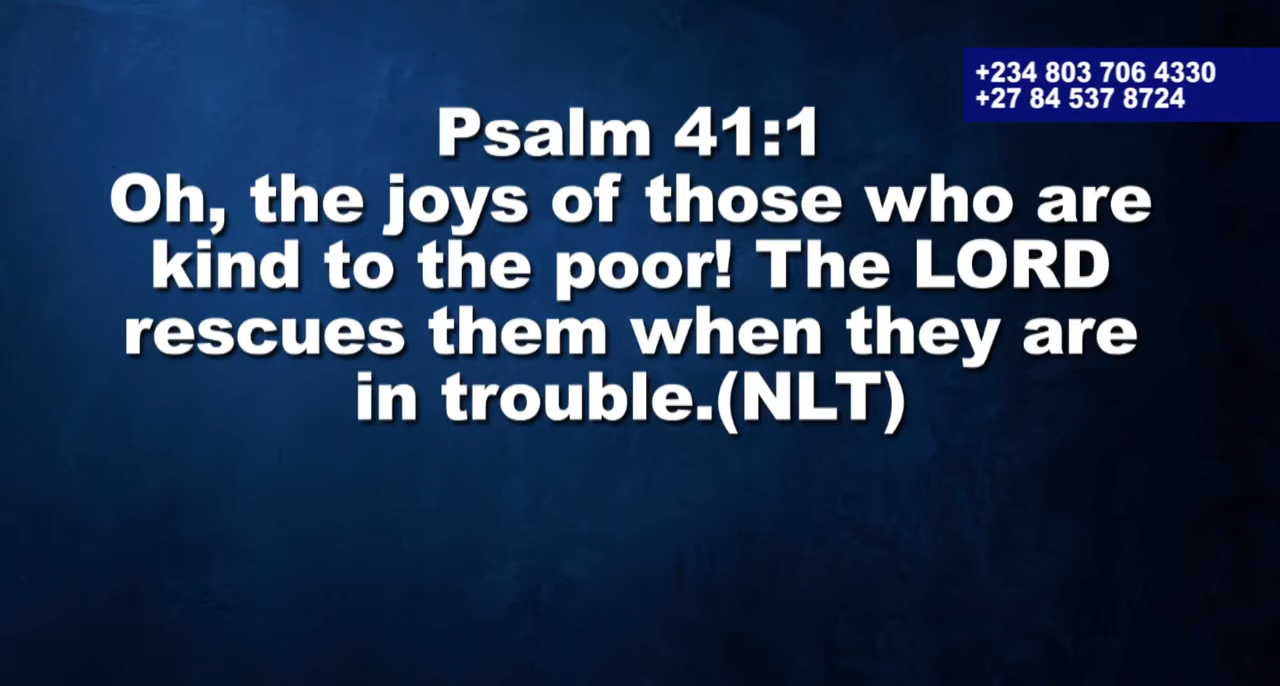 +234 803 706 4330
+27 84 537 8724
Psalm 41:1
Oh, the joys of those who are
kind to the poor! The LORD
rescues them when they are
in trouble.(NLT)